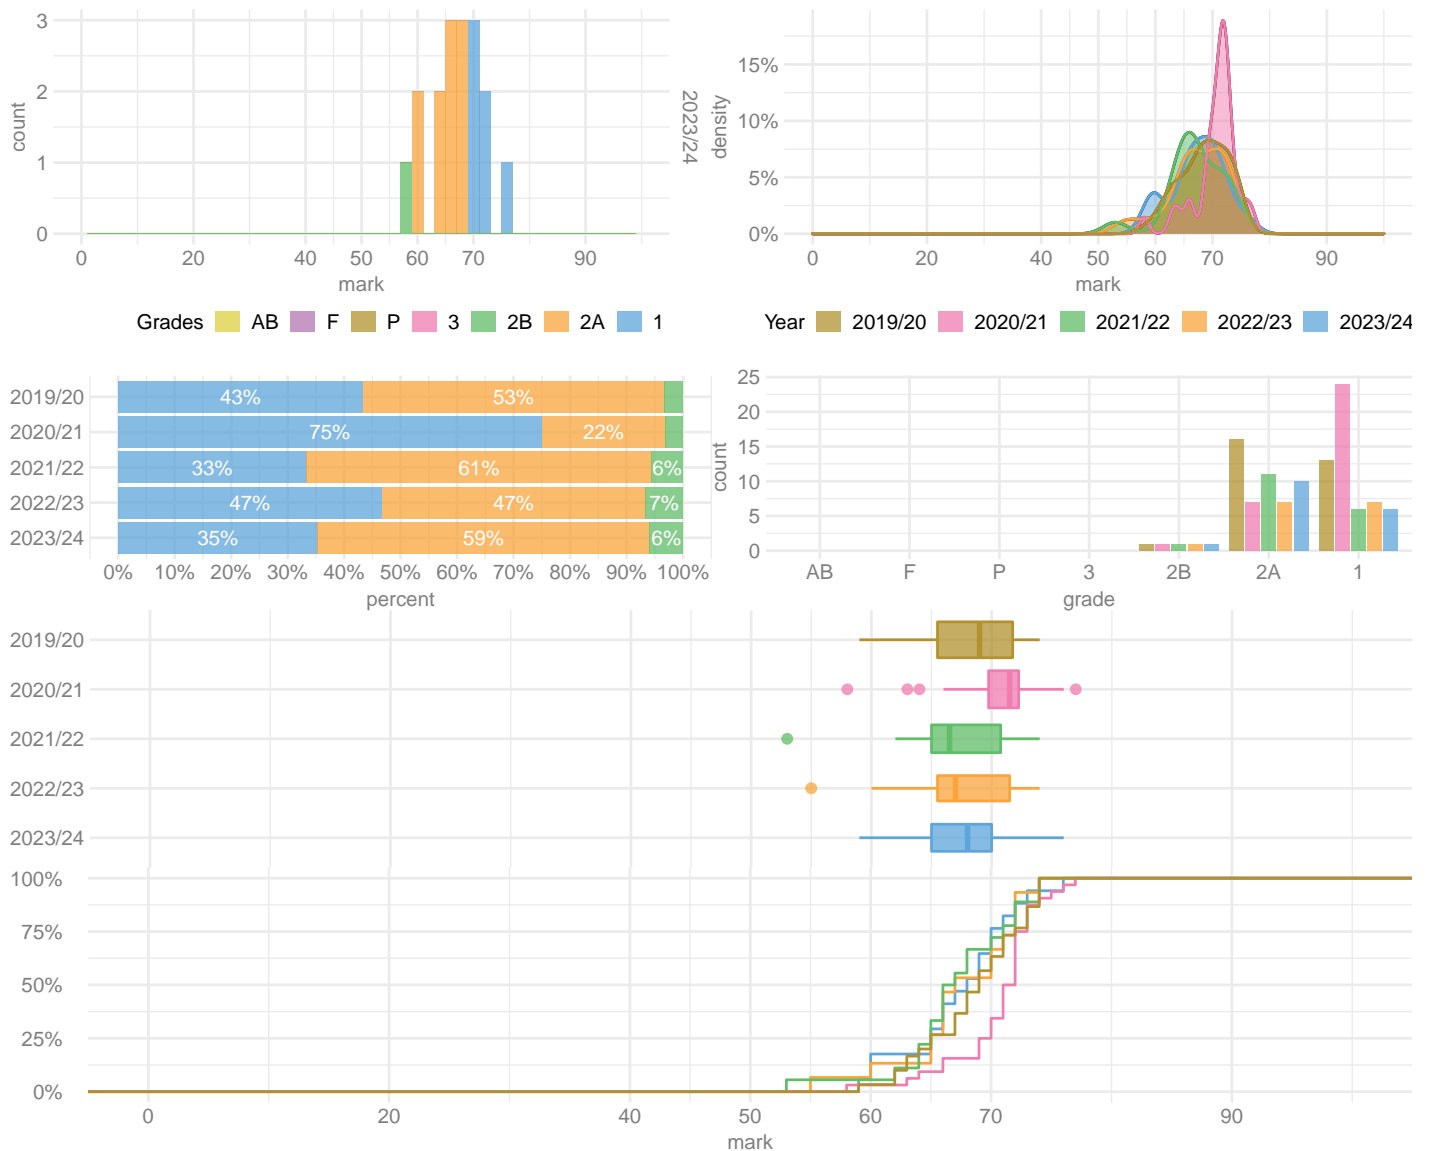 3
2
1
0
count
0 20 40 50 60 70 90
mark
2023/24
15%
10%
5%
0%
density
0 20 40 50 60 70 90
mark
Grades AB F P 3 2B 2A 1
Year 2019/20 2020/21 2021/22 2022/23 2023/24
2019/20 43% 53%
2020/21 75% 22%
2021/22 33% 61% 6%
2022/23 47% 47% 7%
2023/24 35% 59% 6%
0% 10% 20% 30% 40% 50% 60% 70% 80% 90% 100%
percent
25
20
15
10
5
0
count
AB F P 3 2B 2A 1
grade
2019/20
2020/21
2021/22
2022/23
2023/24
100%
75%
50%
25%
0%
0 20 40 50 60 70 90
mark